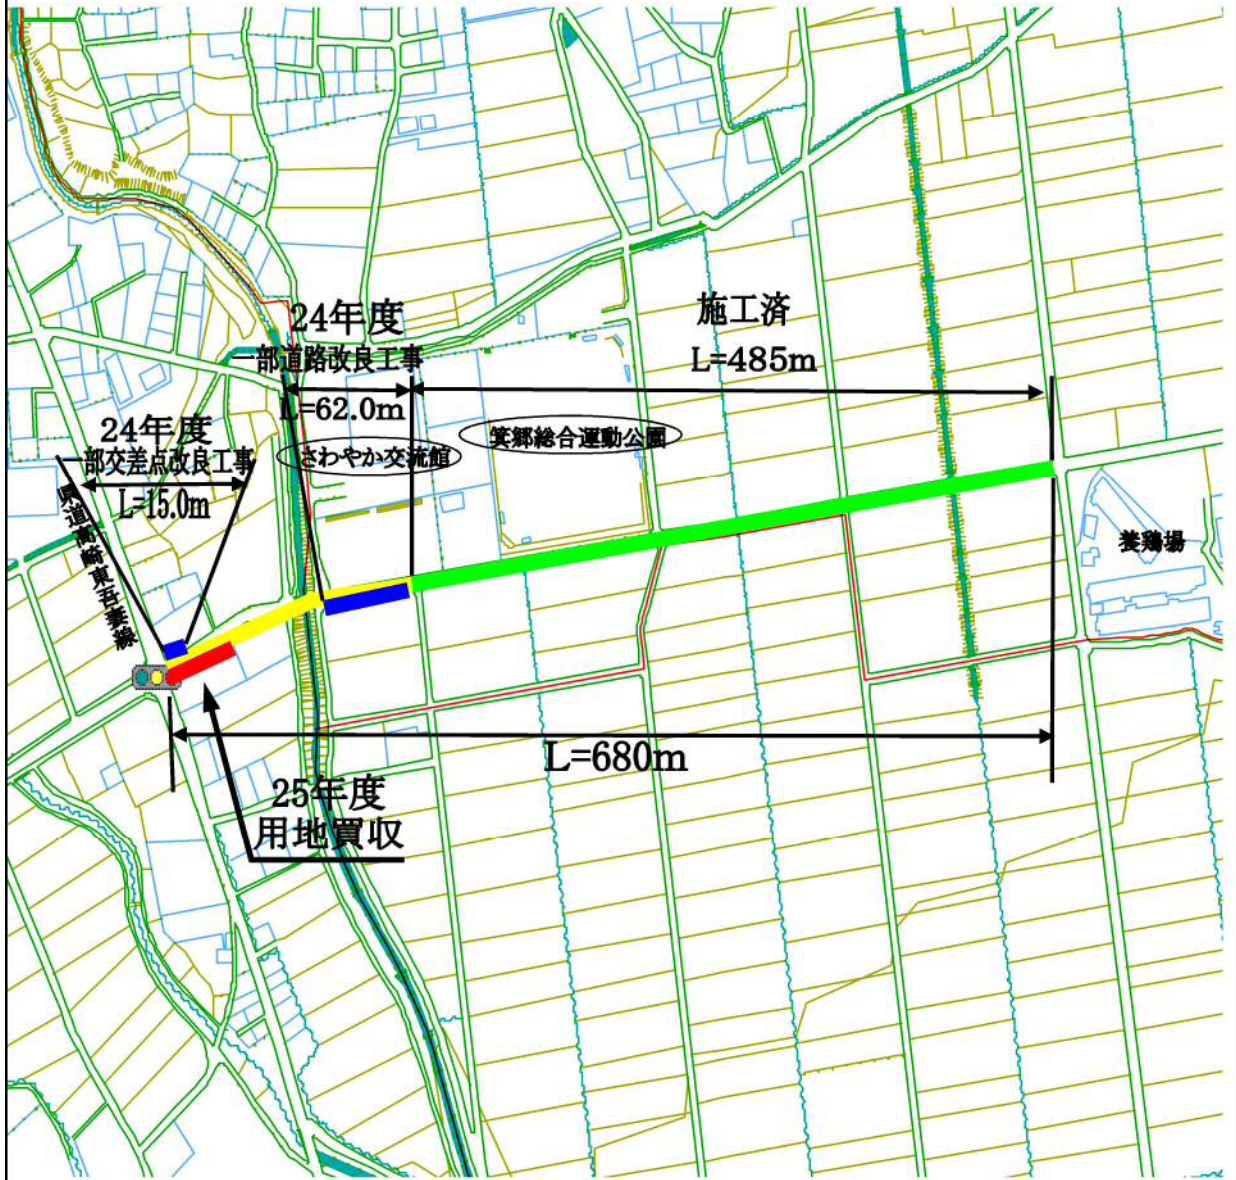 施工済
L=485m
24年度
一部道路改良工事
L=62.0m
さわやか交流館
箕郷総合運動公園
24年度
一部交差点改良工事
L=15.0m
県道高崎東吾妻線
養鶏場
L=680m
25年度
用地買収